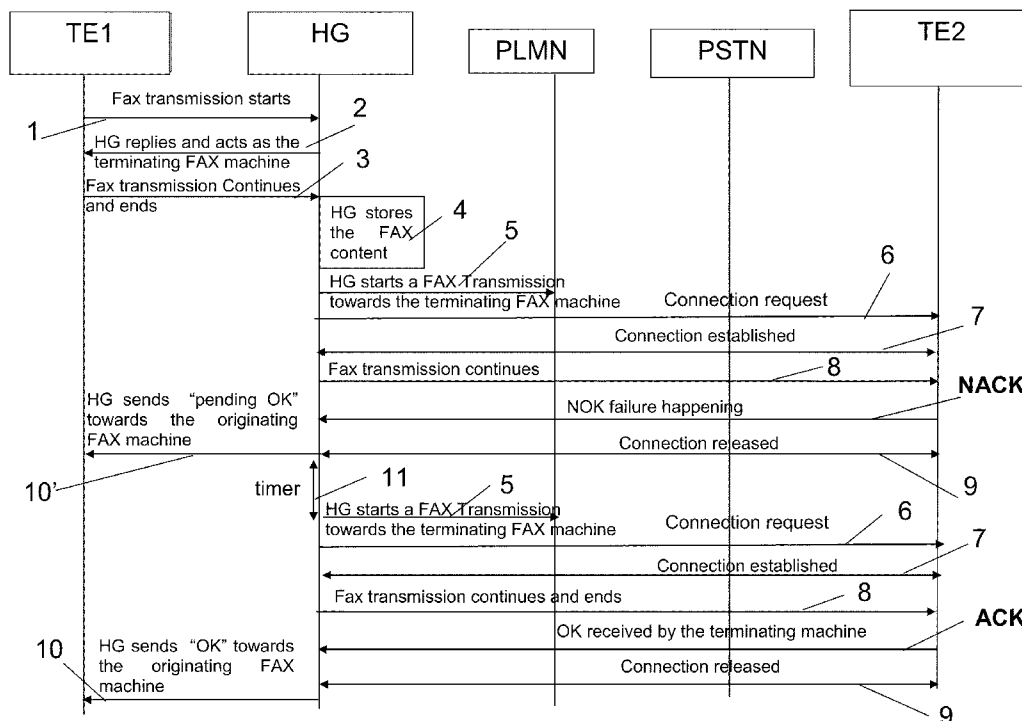 TE1
HG
PLMN
PSTN
TE2
Fax transmission starts
1
2
HG replies and acts as the
terminating FAX machine
3
Fax transmission Continues
and ends
HG stores
the FAX
content
4
5
HG starts a FAX Transmission
towards the terminating FAX machine
Connection request
6
Connection established
7
Fax transmission continues
8
NACK
HG sends "pending OK"
towards the originating
FAX machine
NOK failure happening
Connection released
9
10'
timer
11
5
HG starts a FAX Transmission
towards the terminating FAX machine
Connection request
6
Connection established
7
Fax transmission continues and ends
8
ACK
OK received by the terminating machine
10
HG sends "OK" towards
the originating FAX
machine
Connection released
9